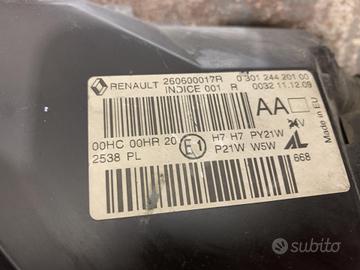 RENAULT 260600017R 0 301 244 201 00
INDICE 001 R 0032 11.12.09
AA
Made in EU
00HC 00HR 20 E1 H7 H7 PY21W
2538 PL P21W W5W AL
668
subito